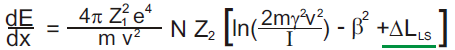 dE/dx = 4π Z₁² e⁴ / m v² N Z₂ [ln(2mγ²v² / I) - β² + ΔL_LS]